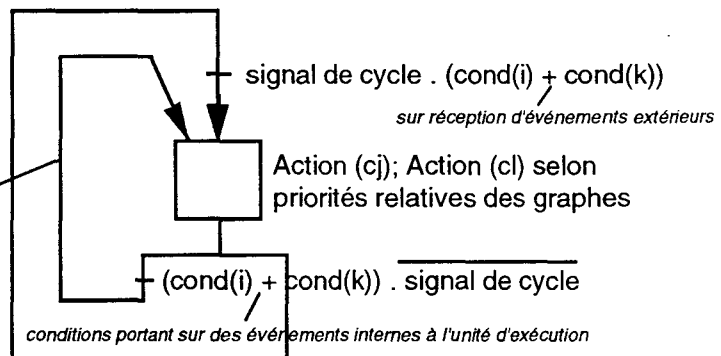 signal de cycle . (cond(i) + cond(k))
sur réception d'événements extérieurs
Action (cj); Action (cl) selon
priorités relatives des graphes
(cond(i) + cond(k)) . signal de cycle
conditions portant sur des événements internes à l'unité d'exécution